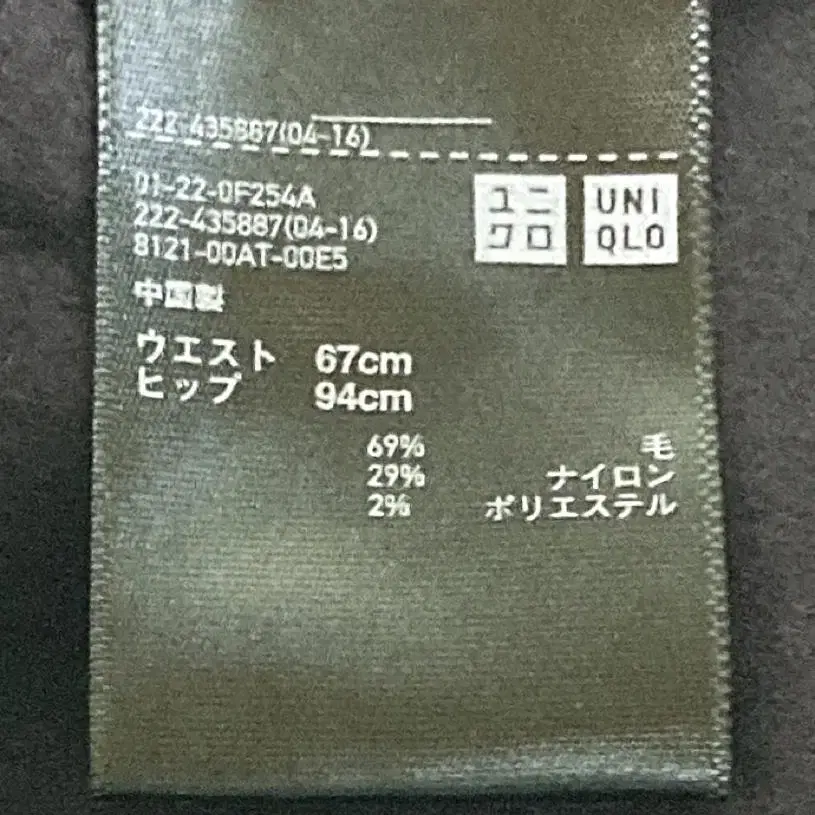 222-435887(04-16)
01-22-0F254A
222-435887(04-16)
8121-00AT-00E5
ユニ
クロ
UNI
QLO
中国製
ウエスト 67cm
ヒップ 94cm
69% 毛
29% ナイロン
2% ポリエステル